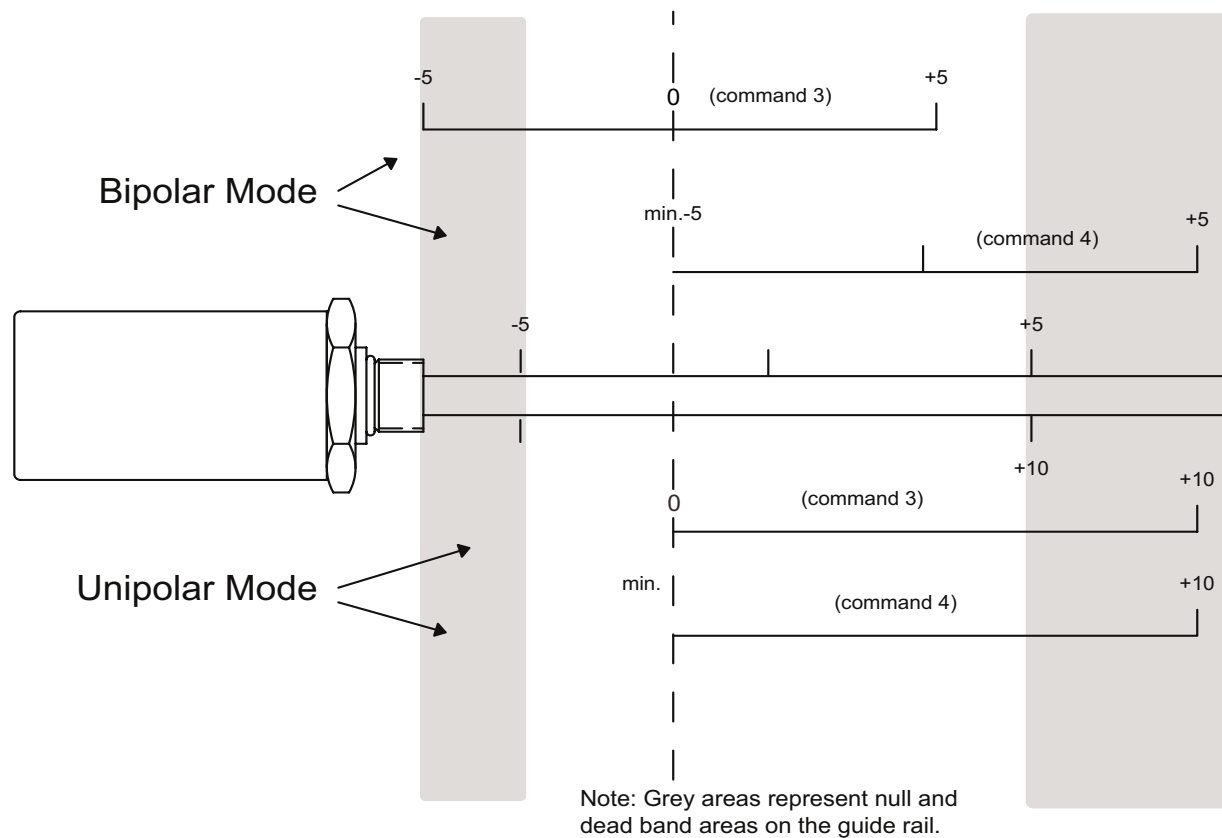 -5
0
(command 3)
+5
Bipolar Mode
min.-5
(command 4)
+5
-5
+5
+10
0
(command 3)
+10
Unipolar Mode
min.
(command 4)
+10
Note: Grey areas represent null and
dead band areas on the guide rail.